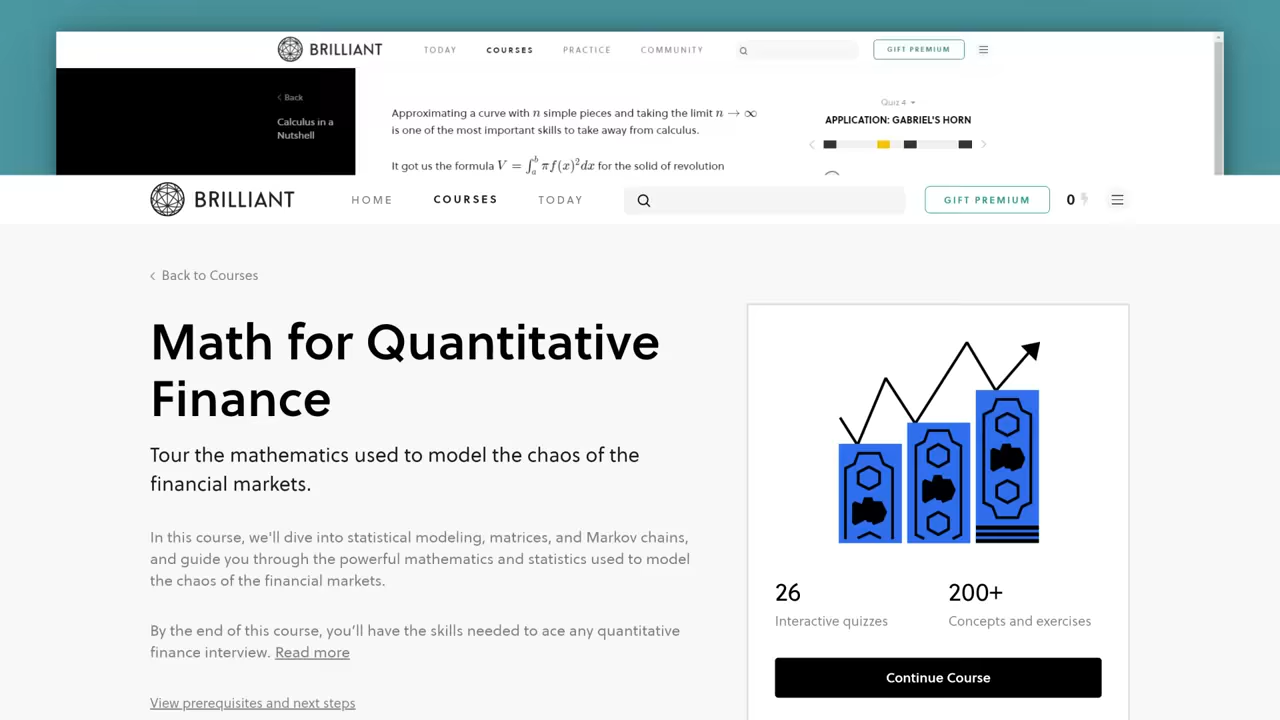 BRILLIANT
TODAY COURSES PRACTICE COMMUNITY
GIFT PREMIUM
Back
Calculus in a
Nutshell
Approximating a curve with n simple pieces and taking the limit n → ∞
is one of the most important skills to take away from calculus.
It got us the formula V = ∫_a^b πf(x)²dx for the solid of revolution
Quiz 4
APPLICATION: GABRIEL'S HORN
BRILLIANT
HOME COURSES TODAY
GIFT PREMIUM
0
Back to Courses
Math for Quantitative
Finance
Tour the mathematics used to model the chaos of the
financial markets.
In this course, we'll dive into statistical modeling, matrices, and Markov chains,
and guide you through the powerful mathematics and statistics used to model
the chaos of the financial markets.
By the end of this course, you’ll have the skills needed to ace any quantitative
finance interview. Read more
View prerequisites and next steps
26 200+
Interactive quizzes Concepts and exercises
Continue Course